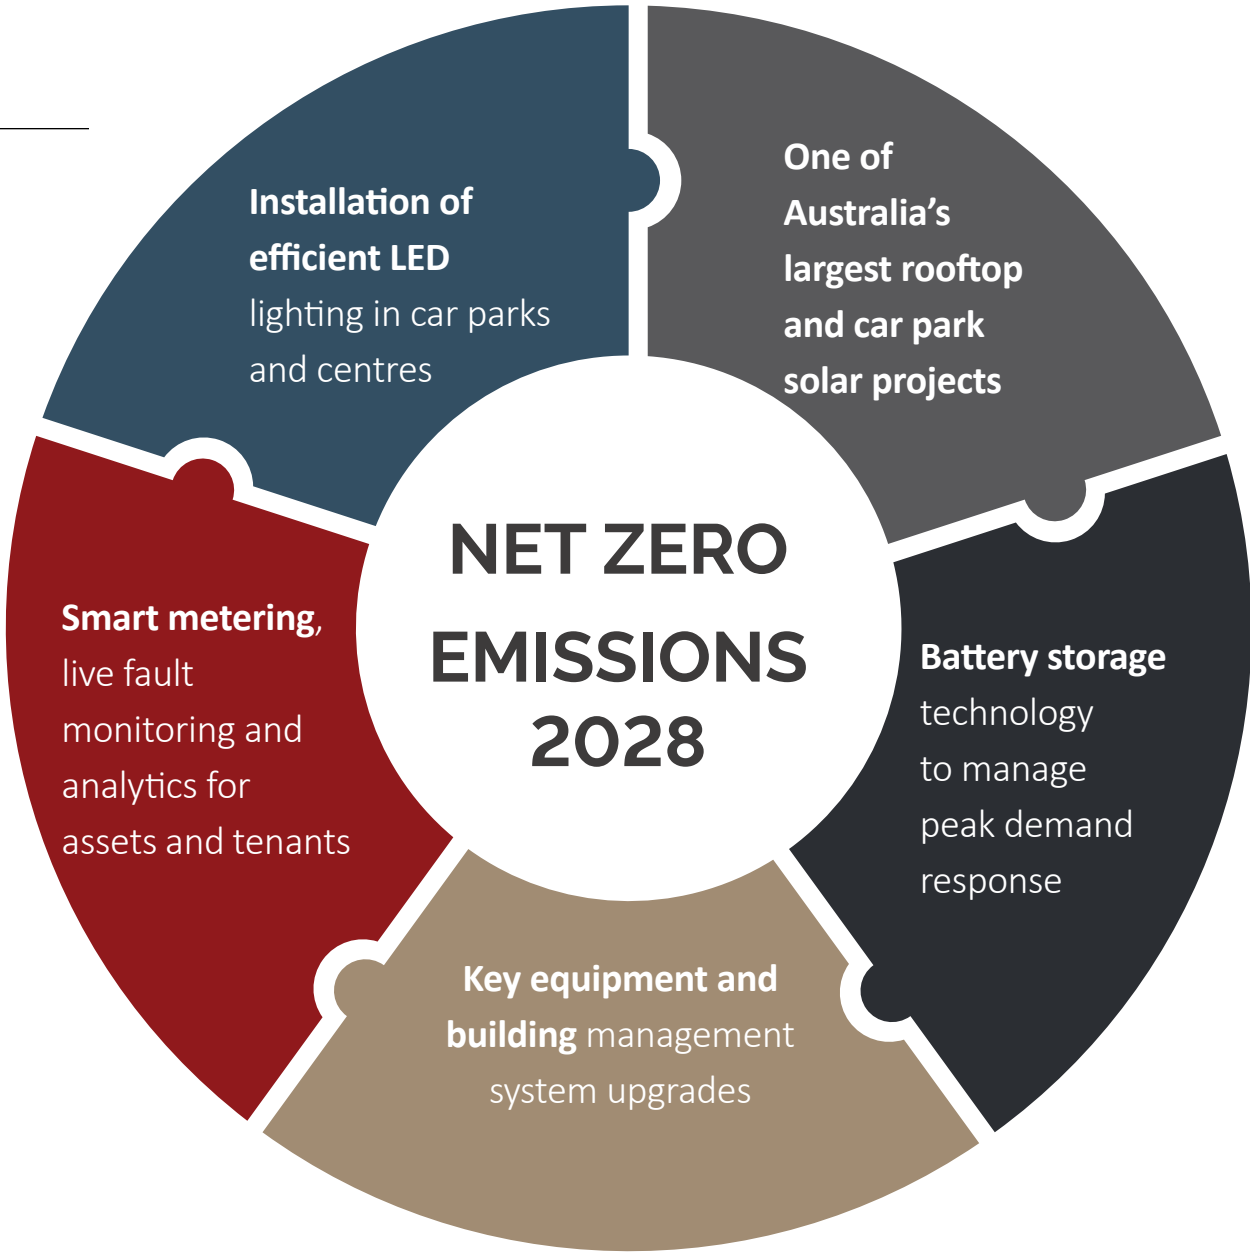 Installation of
efficient LED
lighting in car parks
and centres
One of
Australia’s
largest rooftop
and car park
solar projects
NET ZERO
EMISSIONS
2028
Smart metering,
live fault
monitoring and
analytics for
assets and tenants
Battery storage
technology
to manage
peak demand
response
Key equipment and
building management
system upgrades